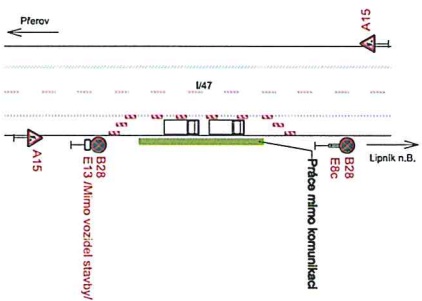 Přerov
A15
I/47
Lipník n.B.
B28
E8c
Práce mimo komunikaci
B28
E13 /Mimo vozidel stavby/
A15